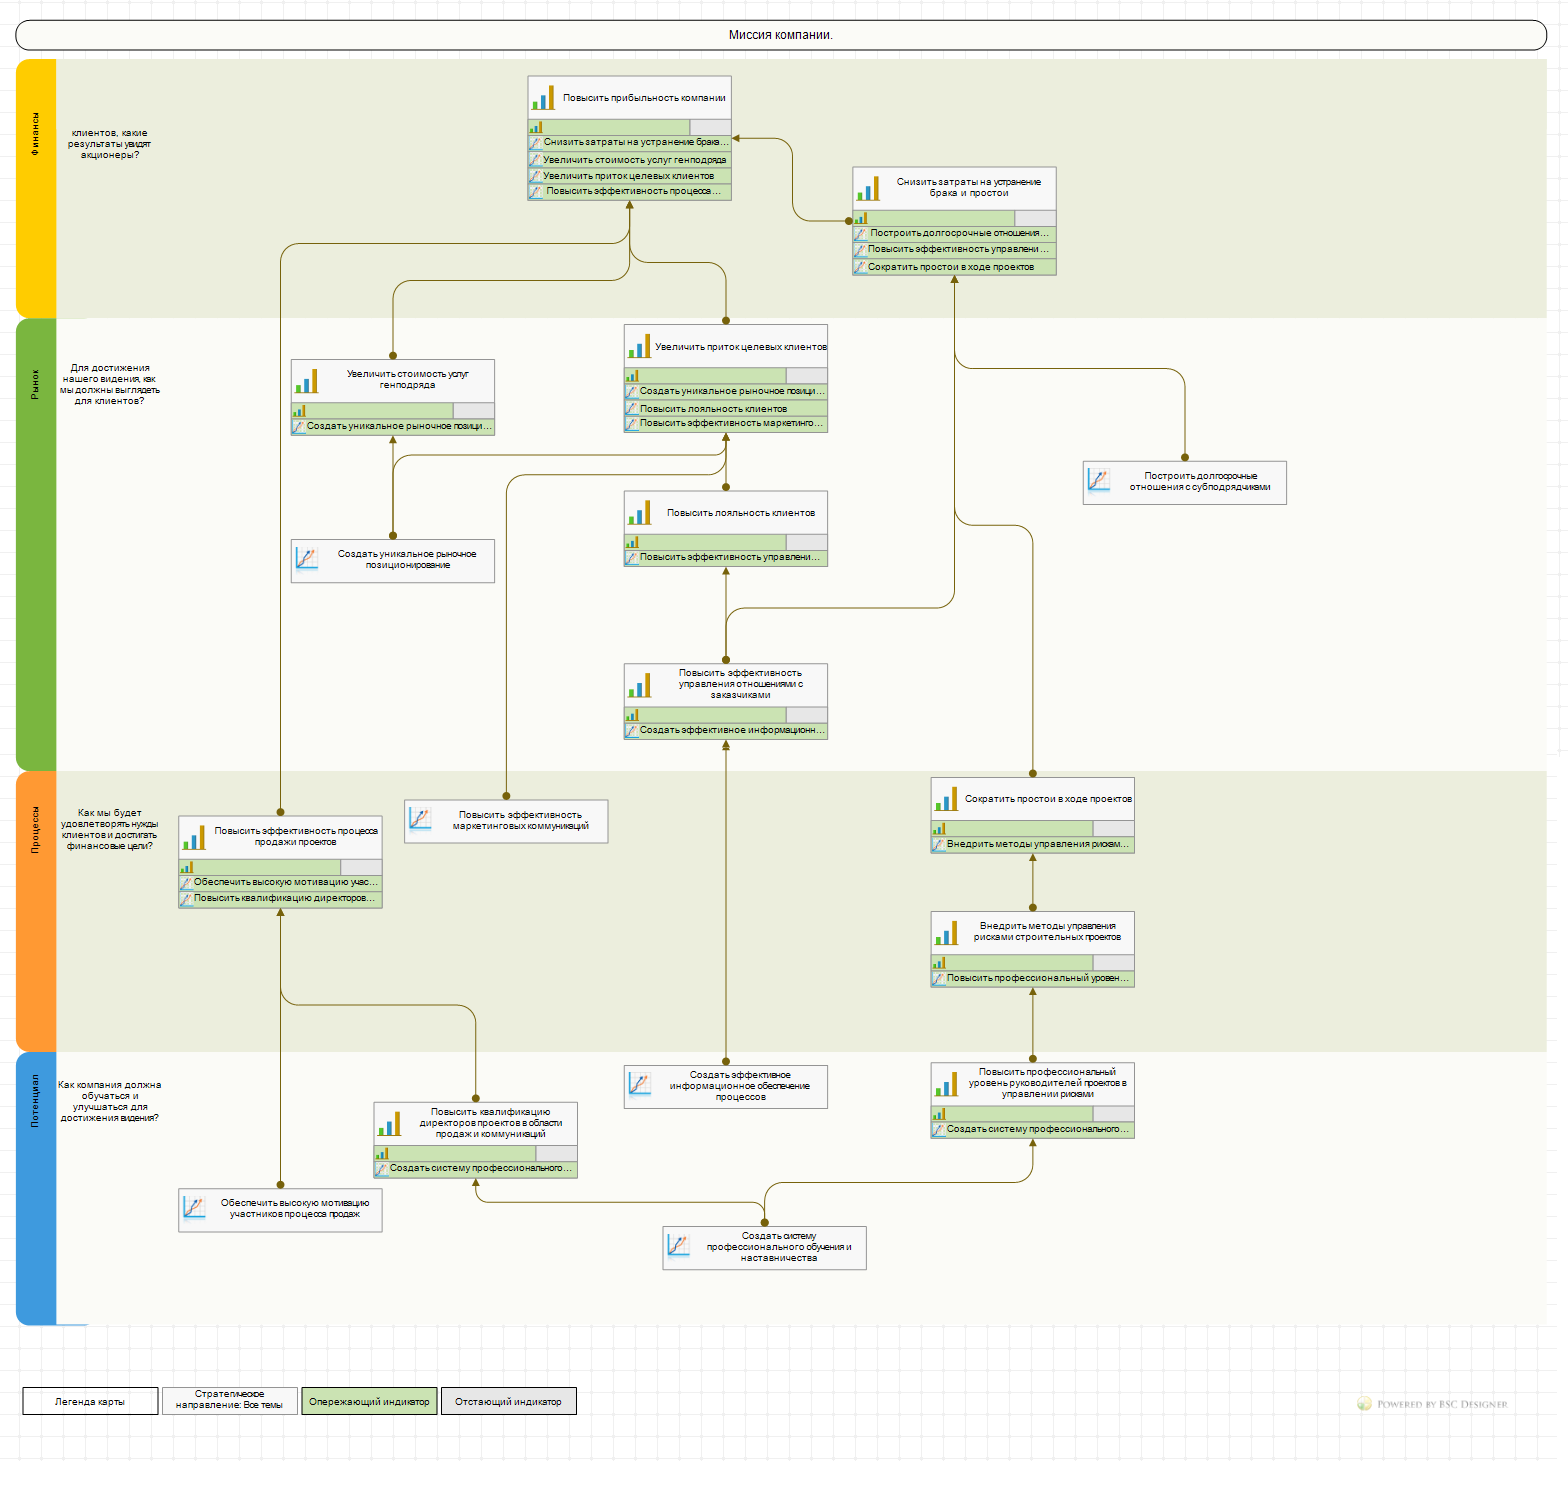 Миссия компании.
Финансы
клиентов, какие
результаты увидят
акционеры?
Повысить прибыльность компании
Снизить затраты на устранение брака...
Увеличить стоимость услуг генподряда
Увеличить приток целевых клиентов
Повысить эффективность процесса...
Снизить затраты на устранение
брака и простои
Построить долгосрочные отношения...
Повысить эффективность управлени...
Сократить простои в ходе проектов
Рынок
Для достижения
нашего видения, как
мы должны выглядеть
для клиентов?
Увеличить стоимость услуг
генподряда
Создать уникальное рыночное позици...
Увеличить приток целевых клиентов
Создать уникальное рыночное позици...
Повысить лояльность клиентов
Повысить эффективность маркетинго...
Построить долгосрочные
отношения с субподрядчиками
Создать уникальное рыночное
позиционирование
Повысить лояльность клиентов
Повысить эффективность управлени...
Повысить эффективность
управления отношениями с
заказчиками
Создать эффективное информационн...
Процессы
Как мы будет
удовлетворять нужды
клиентов и достигать
финансовые цели?
Повысить эффективность процесса
продажи проектов
Обеспечить высокую мотивацию учас...
Повысить квалификацию директоров...
Повысить эффективность
маркетинговых коммуникаций
Сократить простои в ходе проектов
Внедрить методы управления рискам...
Внедрить методы управления
рисками строительных проектов
Повысить профессиональный уровен...
Потенциал
Как компания должна
обучаться и
улучшаться для
достижения видения?
Создать эффективное
информационное обеспечение
процессов
Повысить профессиональный
уровень руководителей проектов в
управлении рисками
Создать систему профессионального...
Повысить квалификацию
директоров проектов в области
продаж и коммуникаций
Создать систему профессионального...
Обеспечить высокую мотивацию
участников процесса продаж
Создать систему
профессионального обучения и
наставничества
Легенда карты
Стратегическое
направление: Все темы
Опережающий индикатор
Отстающий индикатор
Powered by BSC Designer